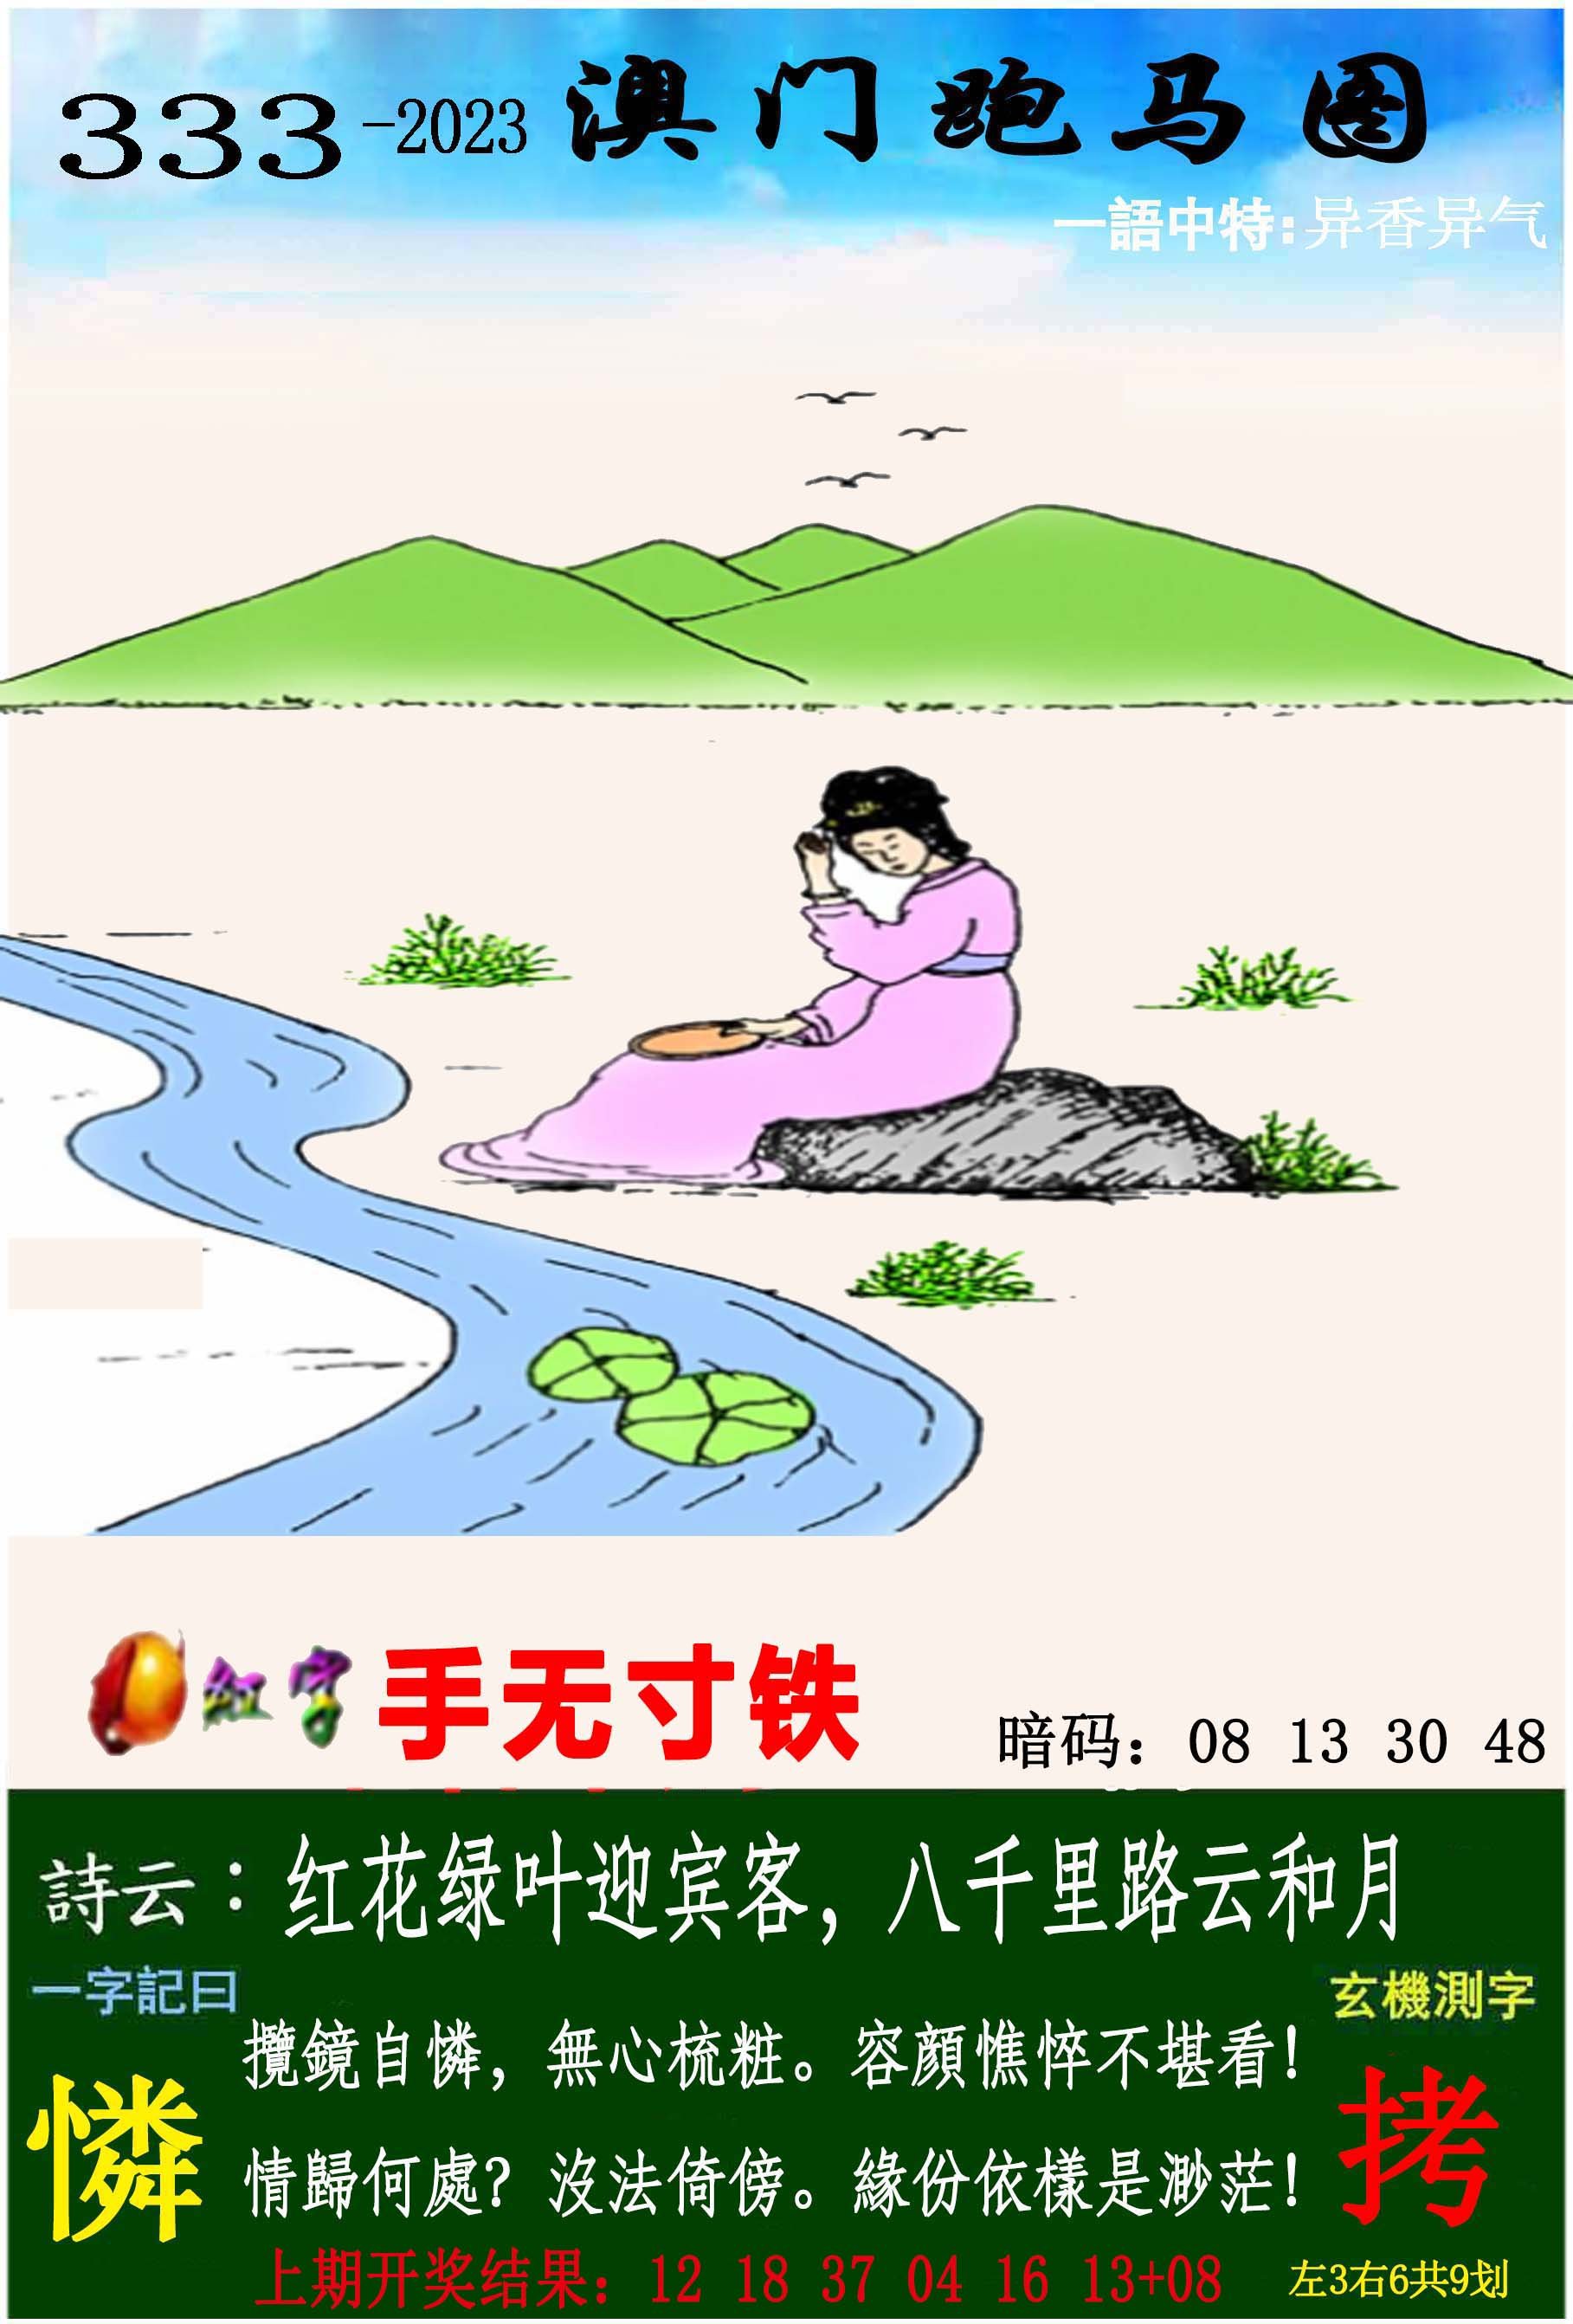 333-2023 澳门跑马图
一語中特:异香异气
红字 手无寸铁
暗码：08 13 30 48
詩云：红花绿叶迎宾客，八千里路云和月
一字記曰
玄機測字
憐
攬鏡自憐，無心梳粧。容顔憔悴不堪看！
情歸何處？沒法倚傍。緣份依樣是渺茫！
拷
上期开奖结果：12 18 37 04 16 13+08
左3右6共9划